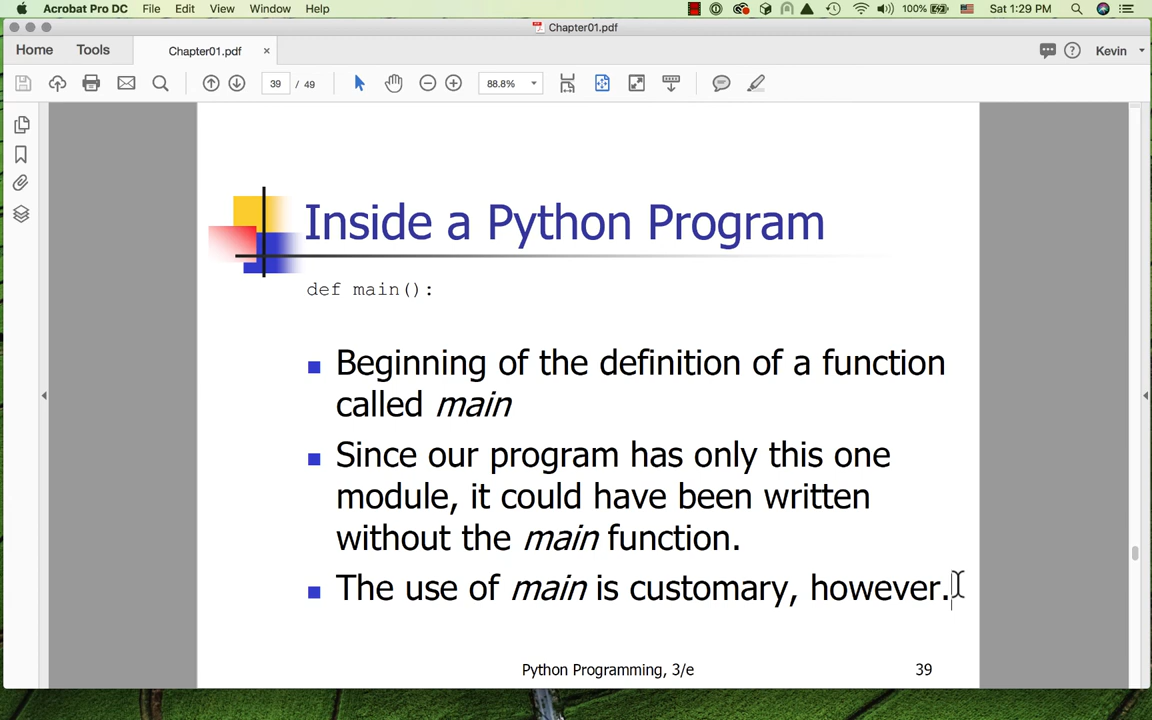 Acrobat Pro DC File Edit View Window Help 100% Sat 1:29 PM
Chapter01.pdf
Home Tools Chapter01.pdf × ? Kevin
39 / 49 88.8%
Inside a Python Program
def main():
Beginning of the definition of a function
called main
Since our program has only this one
module, it could have been written
without the main function.
The use of main is customary, however.
Python Programming, 3/e 39